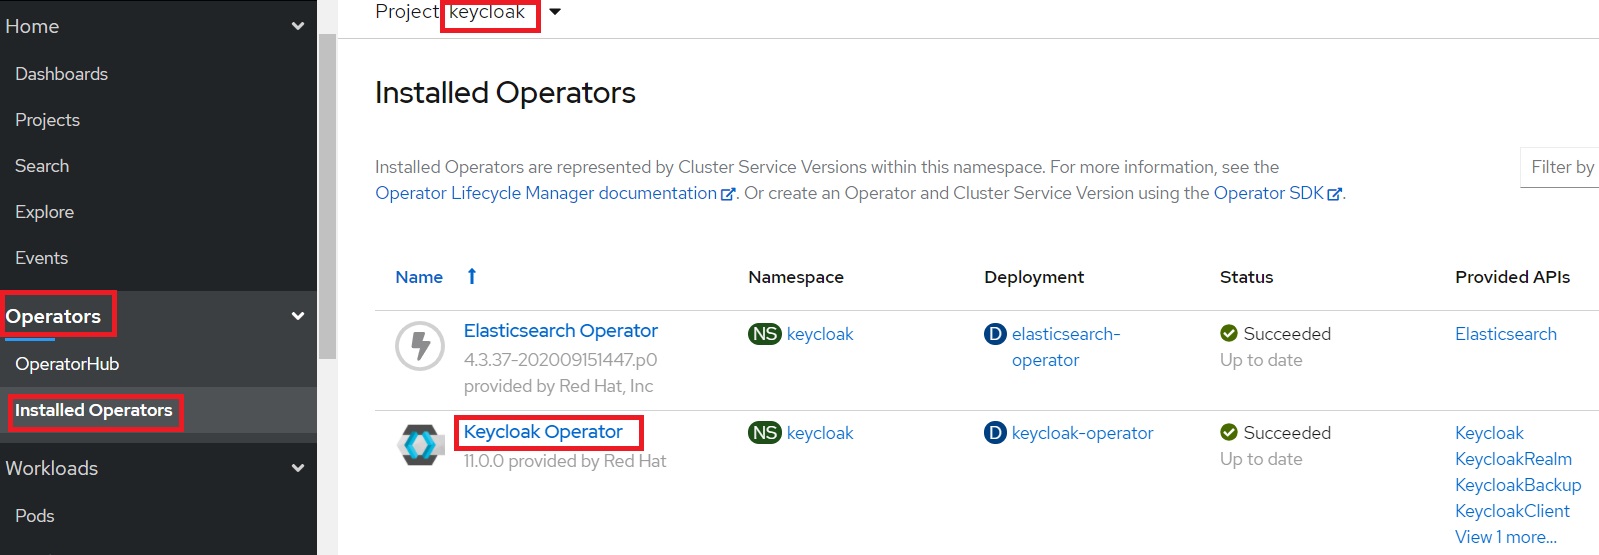 Home
Dashboards
Projects
Search
Explore
Events
Operators
OperatorHub
Installed Operators
Workloads
Pods
Project: keycloak
Installed Operators
Installed Operators are represented by Cluster Service Versions within this namespace. For more information, see the
Operator Lifecycle Manager documentation. Or create an Operator and Cluster Service Version using the Operator SDK.
Filter by
Name Namespace Deployment Status Provided APIs
Elasticsearch Operator
4.3.37-202009151447.p0
provided by Red Hat, Inc
NS keycloak
D elasticsearch-
operator
Succeeded
Up to date
Elasticsearch
Keycloak Operator
11.0.0 provided by Red Hat
NS keycloak
D keycloak-operator
Succeeded
Up to date
Keycloak
KeycloakRealm
KeycloakBackup
KeycloakClient
View 1 more...